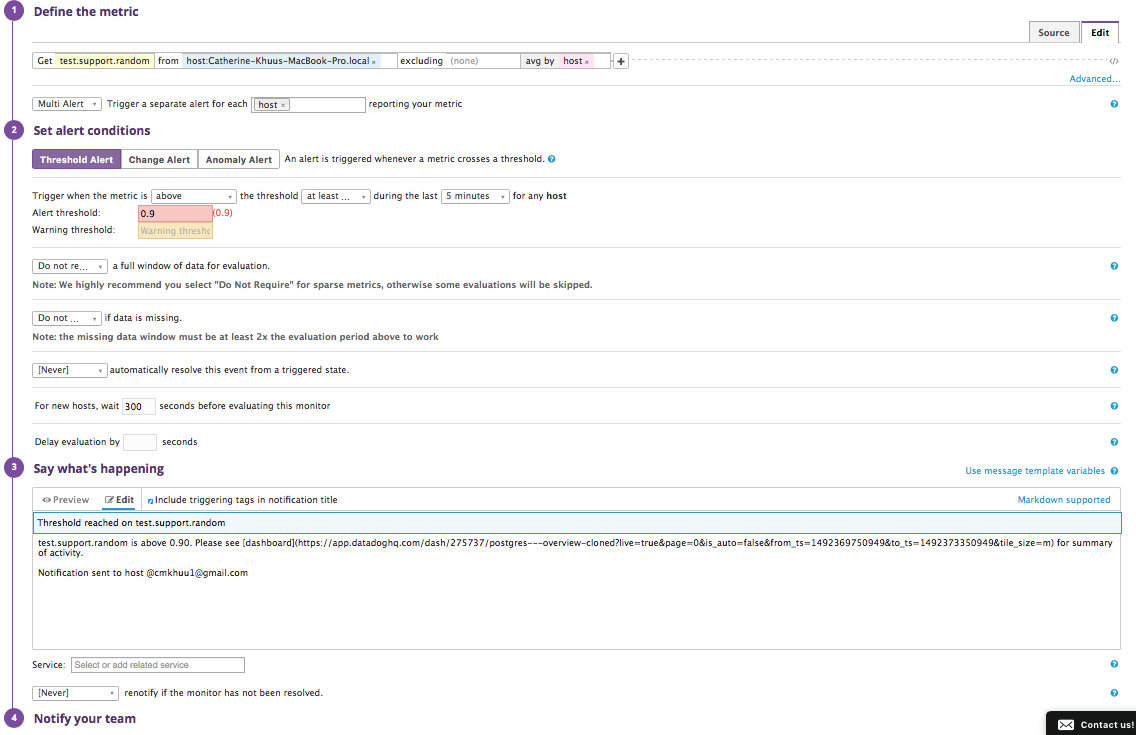 1 Define the metric
Source Edit
Get test.support.random from host:Catherine-Khuus-MacBook-Pro.local × excluding (none) avg by host × + </>
Advanced...
Multi Alert Trigger a separate alert for each host × reporting your metric ?
2 Set alert conditions
Threshold Alert Change Alert Anomaly Alert An alert is triggered whenever a metric crosses a threshold. ?
Trigger when the metric is above the threshold at least ... during the last 5 minutes for any host
Alert threshold: 0.9 (0.9)
Warning threshold: Warning thresho
Do not re... a full window of data for evaluation. ?
Note: We highly recommend you select "Do Not Require" for sparse metrics, otherwise some evaluations will be skipped.
Do not ... if data is missing. ?
Note: the missing data window must be at least 2x the evaluation period above to work
[Never] automatically resolve this event from a triggered state. ?
For new hosts, wait 300 seconds before evaluating this monitor ?
Delay evaluation by seconds ?
3 Say what's happening
Use message template variables ?
Preview Edit Include triggering tags in notification title Markdown supported
Threshold reached on test.support.random
test.support.random is above 0.90. Please see [dashboard](https://app.datadoghq.com/dash/275737/postgres---overview-cloned?live=true&page=0&is_auto=false&from_ts=1492369750949&to_ts=1492373350949&tile_size=m) for summary
of activity.
Notification sent to host @cmkhuu1@gmail.com
Service: Select or add related service ?
[Never] renotify if the monitor has not been resolved. ?
4 Notify your team
Contact us!